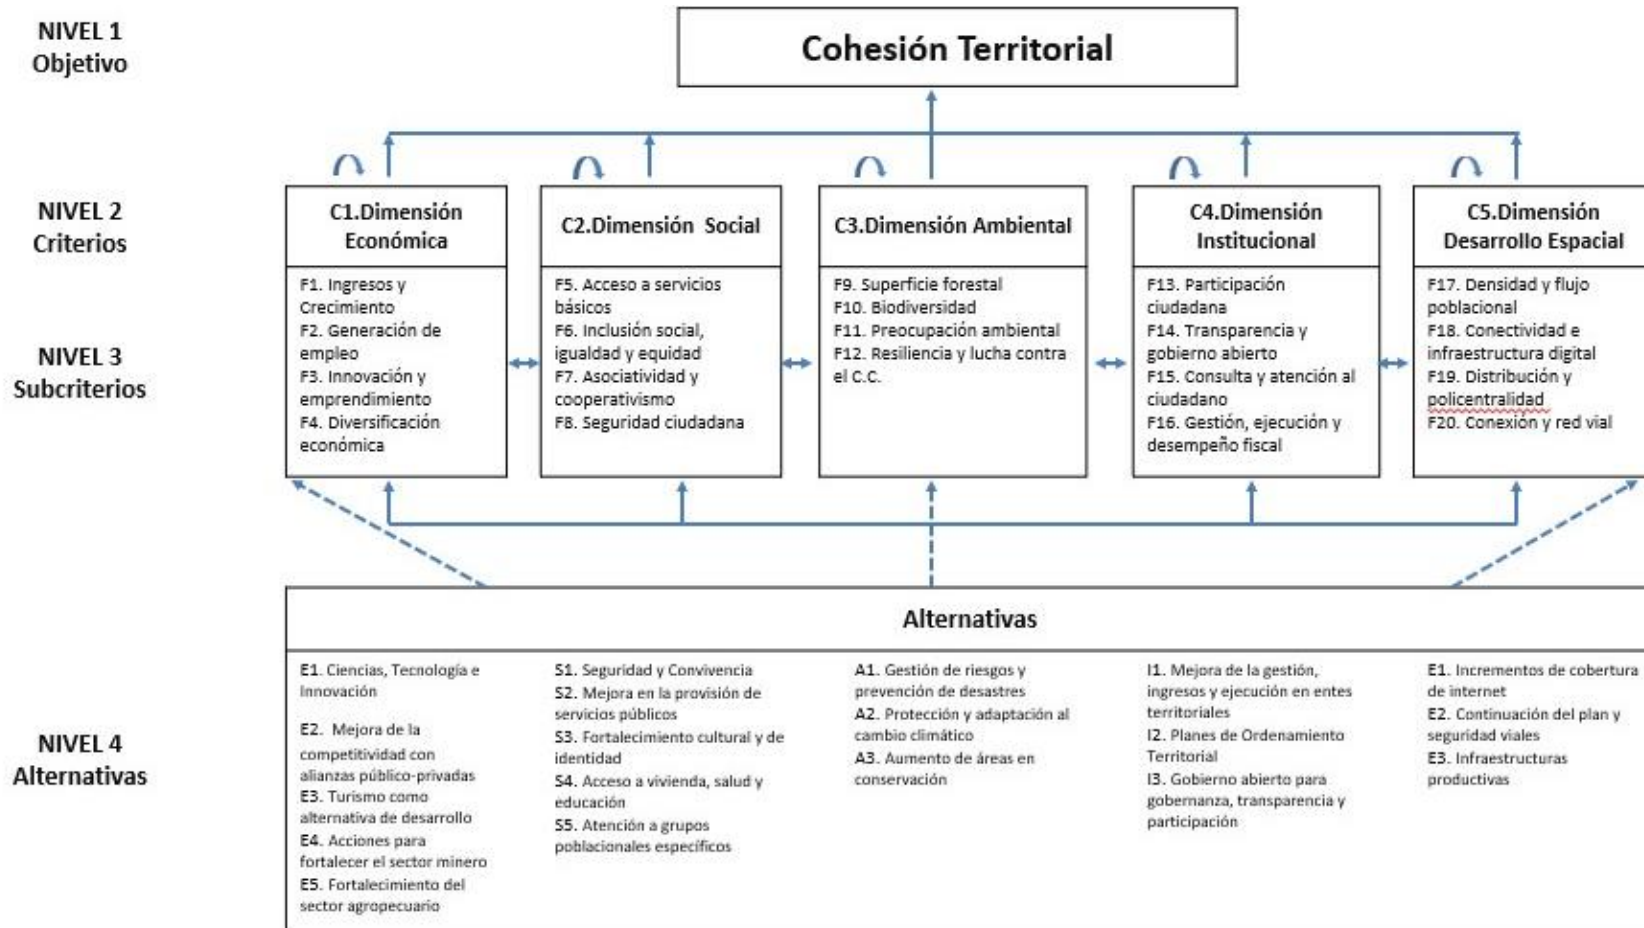 NIVEL 1
Objetivo
Cohesión Territorial
NIVEL 2
Criterios
C1.Dimensión
Económica
C2.Dimensión Social
C3.Dimensión Ambiental
C4.Dimensión
Institucional
C5.Dimensión
Desarrollo Espacial
NIVEL 3
Subcriterios
F1. Ingresos y
Crecimiento
F2. Generación de
empleo
F3. Innovación y
emprendimiento
F4. Diversificación
económica
F5. Acceso a servicios
básicos
F6. Inclusión social,
igualdad y equidad
F7. Asociatividad y
cooperativismo
F8. Seguridad ciudadana
F9. Superficie forestal
F10. Biodiversidad
F11. Preocupación ambiental
F12. Resiliencia y lucha contra
el C.C.
F13. Participación
ciudadana
F14. Transparencia y
gobierno abierto
F15. Consulta y atención al
ciudadano
F16. Gestión, ejecución y
desempeño fiscal
F17. Densidad y flujo
poblacional
F18. Conectividad e
infraestructura digital
F19. Distribución y
policentralidad
F20. Conexión y red vial
NIVEL 4
Alternativas
Alternativas
E1. Ciencias, Tecnología e
Innovación
E2. Mejora de la
competitividad con
alianzas público-privadas
E3. Turismo como
alternativa de desarrollo
E4. Acciones para
fortalecer el sector minero
E5. Fortalecimiento del
sector agropecuario
S1. Seguridad y Convivencia
S2. Mejora en la provisión de
servicios públicos
S3. Fortalecimiento cultural y de
identidad
S4. Acceso a vivienda, salud y
educación
S5. Atención a grupos
poblacionales específicos
A1. Gestión de riesgos y
prevención de desastres
A2. Protección y adaptación al
cambio climático
A3. Aumento de áreas en
conservación
I1. Mejora de la gestión,
ingresos y ejecución en entes
territoriales
I2. Planes de Ordenamiento
Territorial
I3. Gobierno abierto para
gobernanza, transparencia y
participación
E1. Incrementos de cobertura
de internet
E2. Continuación del plan y
seguridad viales
E3. Infraestructuras
productivas